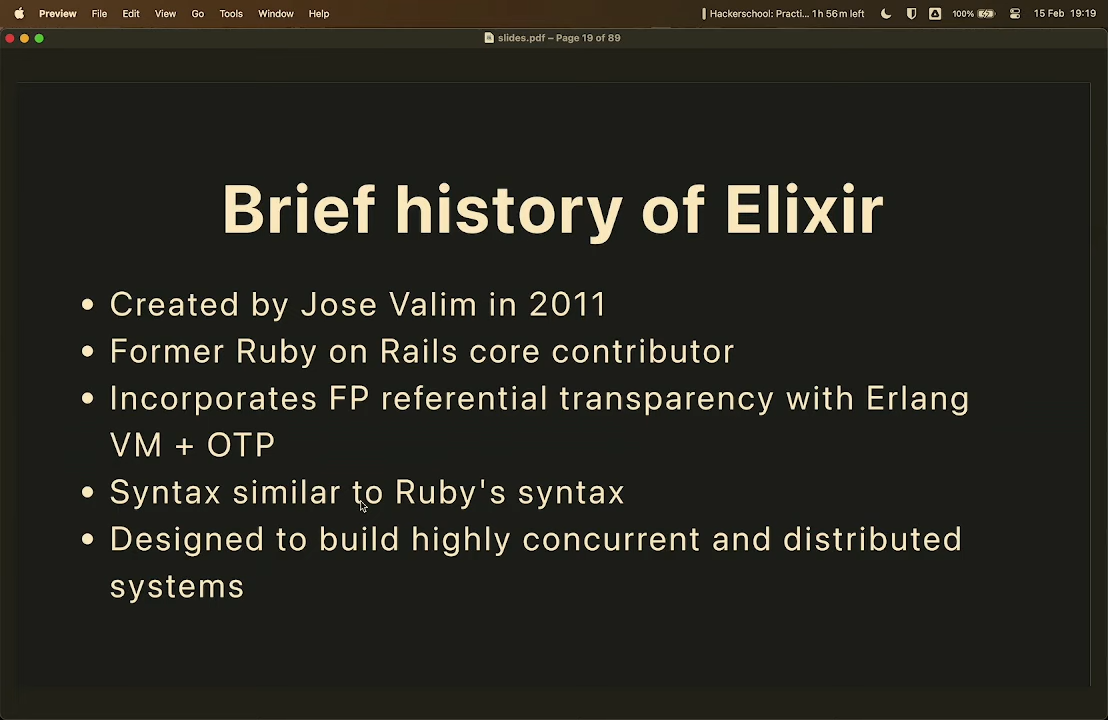 Preview File Edit View Go Tools Window Help Hackerschool: Practi... 1h 56m left 100% 15 Feb 19:19
slides.pdf – Page 19 of 89
Brief history of Elixir
• Created by Jose Valim in 2011
• Former Ruby on Rails core contributor
• Incorporates FP referential transparency with Erlang
VM + OTP
• Syntax similar to Ruby's syntax
• Designed to build highly concurrent and distributed
systems